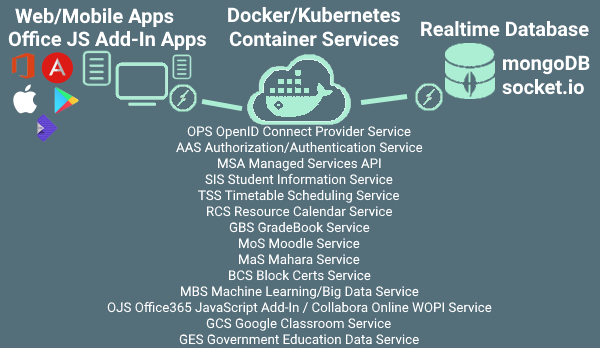 Web/Mobile Apps
Office JS Add-In Apps
Docker/Kubernetes
Container Services
Realtime Database
mongoDB
socket.io
OPS OpenID Connect Provider Service
AAS Authorization/Authentication Service
MSA Managed Services API
SIS Student Information Service
TSS Timetable Scheduling Service
RCS Resource Calendar Service
GBS GradeBook Service
MoS Moodle Service
MaS Mahara Service
BCS Block Certs Service
MBS Machine Learning/Big Data Service
OJS Office365 JavaScript Add-In / Collabora Online WOPI Service
GCS Google Classroom Service
GES Government Education Data Service